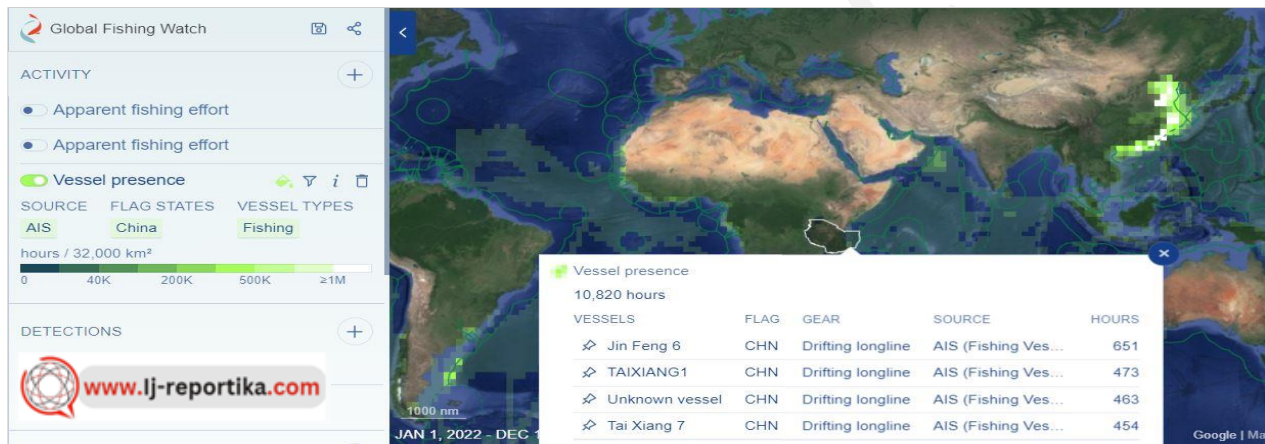 Global Fishing Watch
ACTIVITY
Apparent fishing effort
Apparent fishing effort
Vessel presence i
SOURCE FLAG STATES VESSEL TYPES
AIS China Fishing
hours / 32,000 km²
0 40K 200K 500K ≥1M
DETECTIONS
www.lj-reportika.com
1000 nm
JAN 1, 2022 - DEC 1
Vessel presence
10,820 hours
VESSELS FLAG GEAR SOURCE HOURS
Jin Feng 6 CHN Drifting longline AIS (Fishing Ves... 651
TAIXIANG1 CHN Drifting longline AIS (Fishing Ves... 473
Unknown vessel CHN Drifting longline AIS (Fishing Ves... 463
Tai Xiang 7 CHN Drifting longline AIS (Fishing Ves... 454
Google | Ma